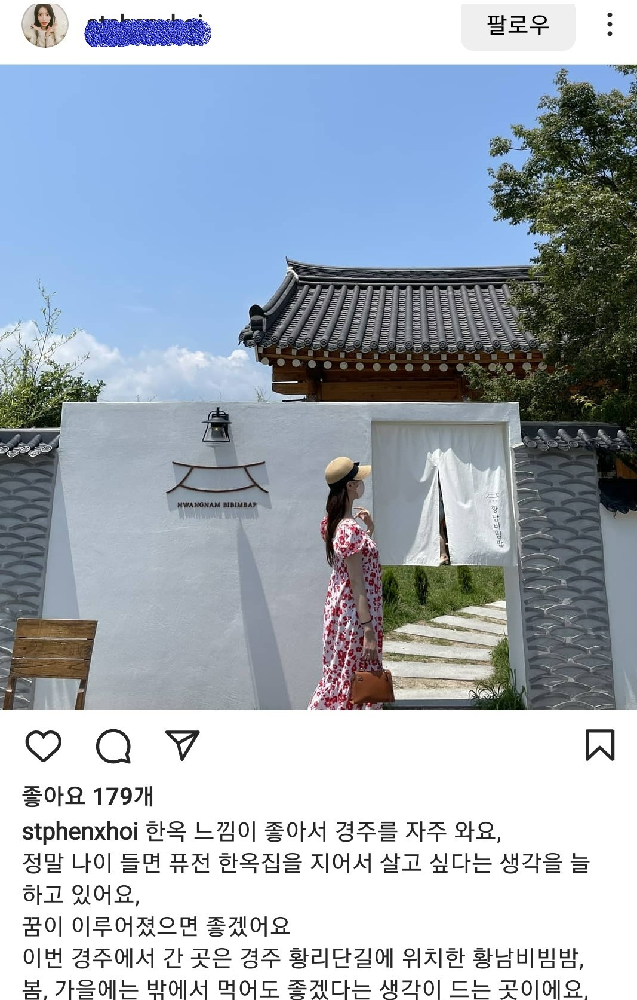 팔로우
HWANGNAM BIBIMBAP
황남비빔밥
좋아요 179개
stphenxhoi 한옥 느낌이 좋아서 경주를 자주 와요,
정말 나이 들면 퓨전 한옥집을 지어서 살고 싶다는 생각을 늘
하고 있어요,
꿈이 이루어졌으면 좋겠어요
이번 경주에서 간 곳은 경주 황리단길에 위치한 황남비빔밤,
봄, 가을에는 밖에서 먹어도 좋겠다는 생각이 드는 곳이에요,